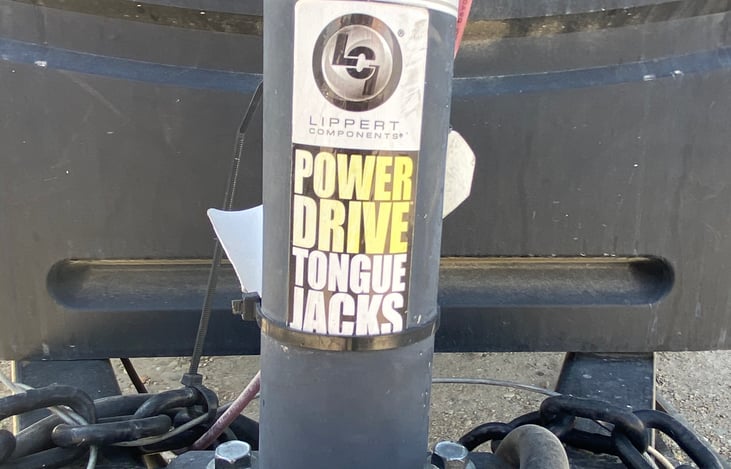 LCI®
LIPPERT
COMPONENTS®
POWER
DRIVE
TONGUE
JACKS